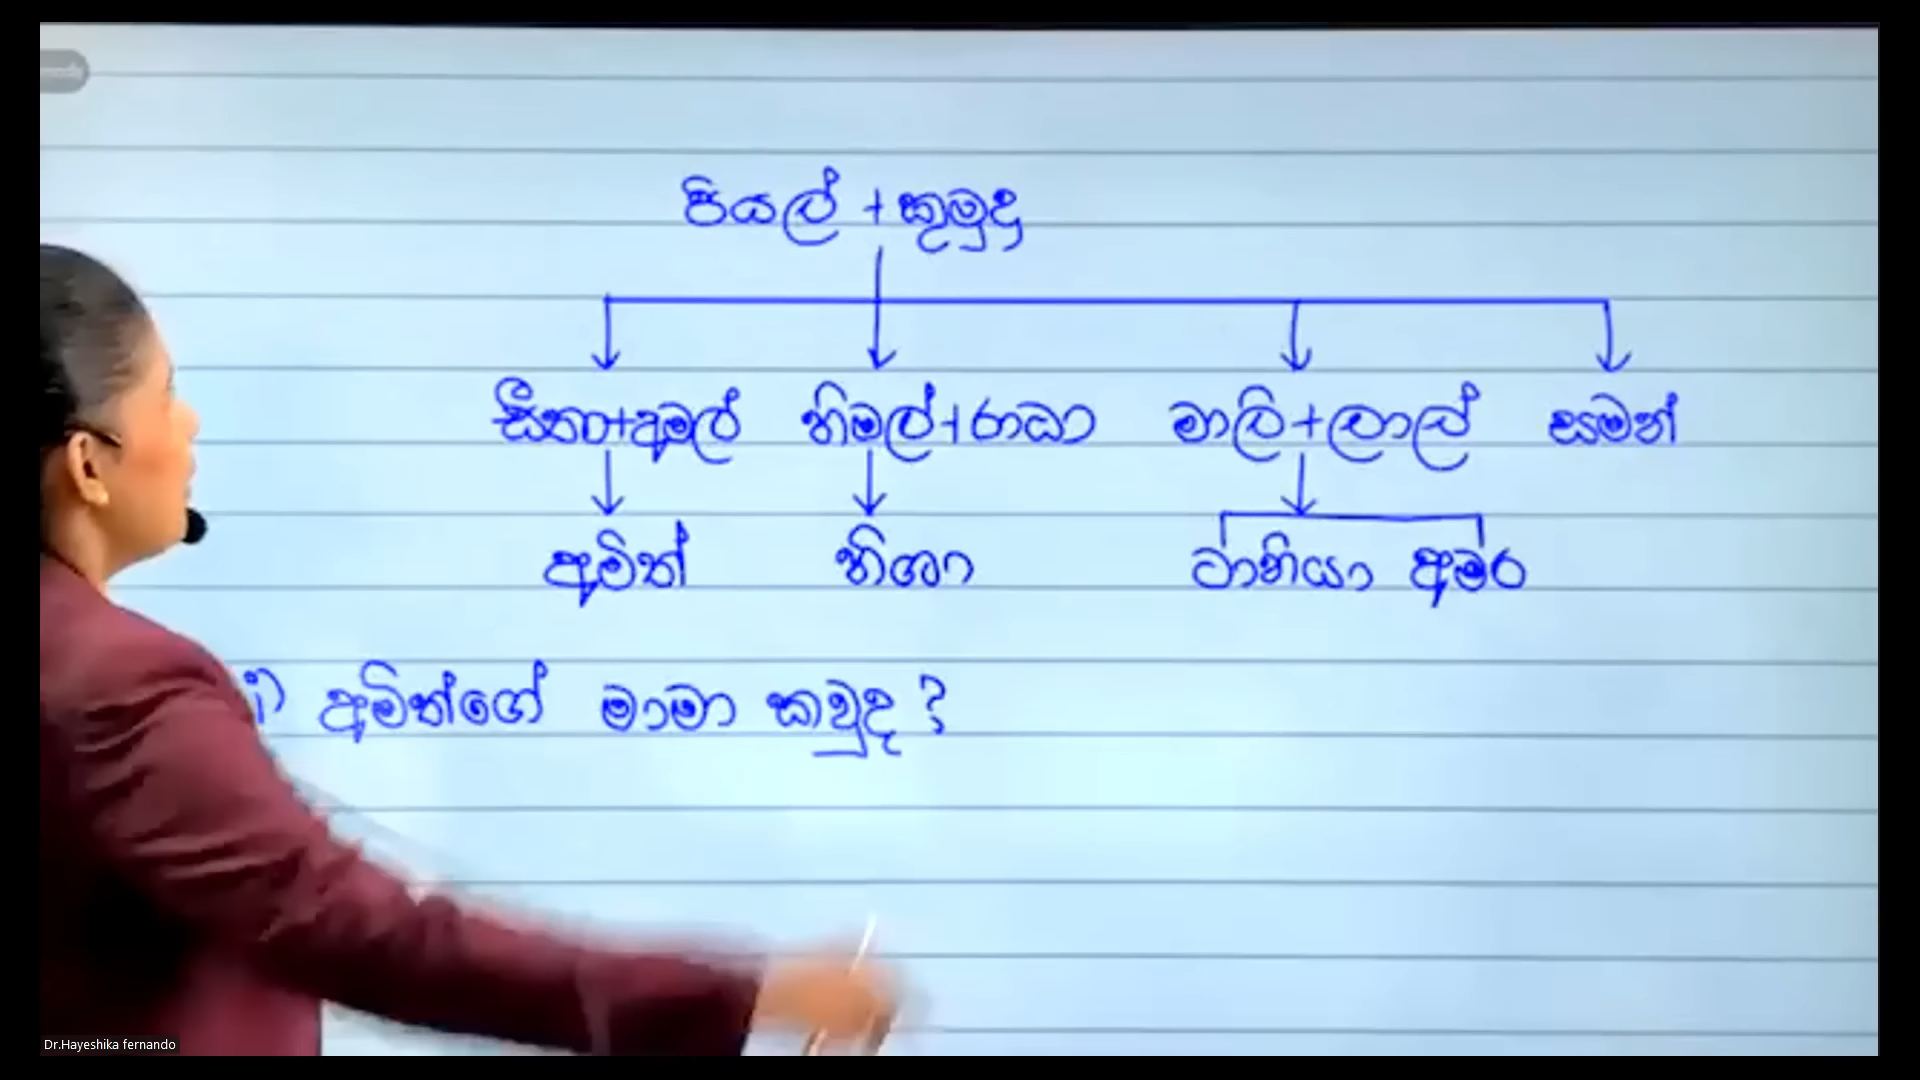 පියල් + කුමුදු
සීතා+අමල් නිමල්+රාධා මාලි+ලාල් සමන්
අමිත් නිශා ටානියා අමර
i) අමිත්ගේ මාමා කවුද ?
Dr.Hayeshika fernando